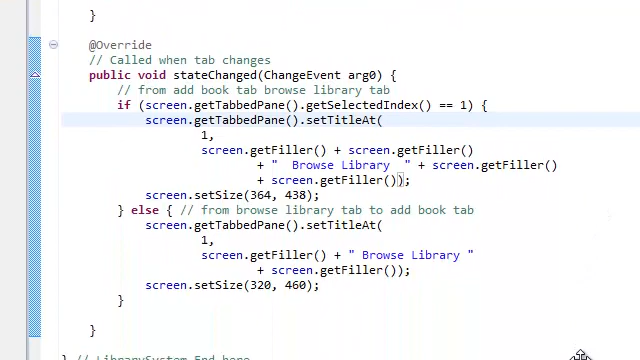 }
@Override
// Called when tab changes
public void stateChanged(ChangeEvent arg0) {
// from add book tab browse library tab
if (screen.getTabbedPane().getSelectedIndex() == 1) {
screen.getTabbedPane().setTitleAt(
1,
screen.getFiller() + screen.getFiller()
+ "  Browse Library  " + screen.getFiller()
+ screen.getFiller());
screen.setSize(364, 438);
} else { // from browse library tab to add book tab
screen.getTabbedPane().setTitleAt(
1,
screen.getFiller() + " Browse Library "
+ screen.getFiller());
screen.setSize(320, 460);
}
}
} // LibrarySystem End here